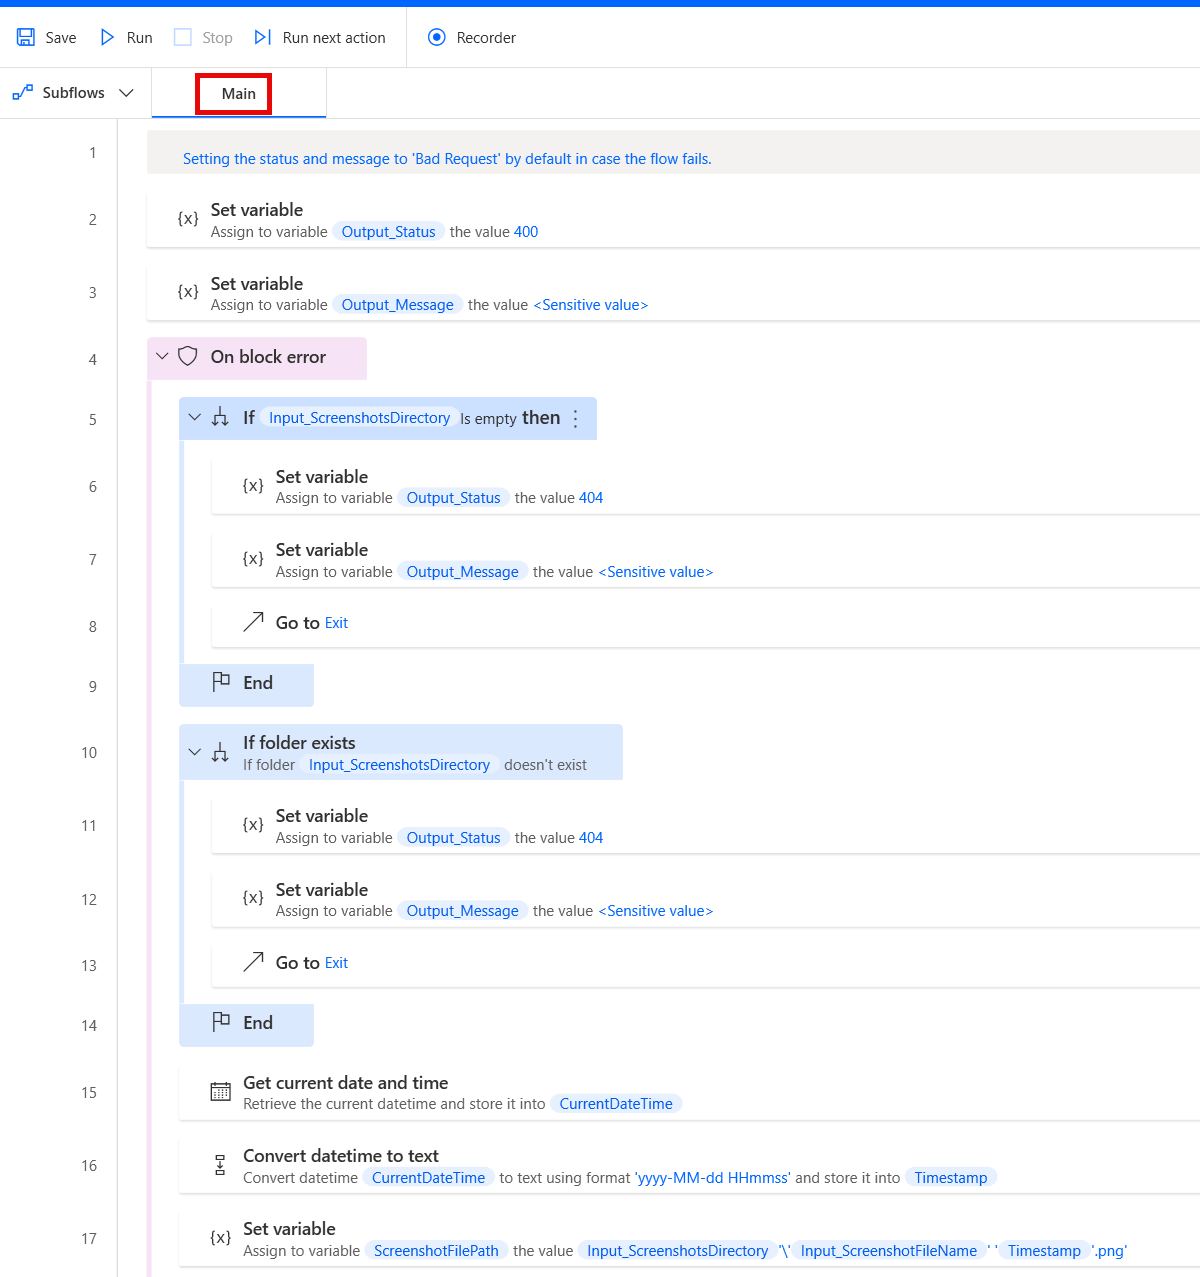 Save Run Stop Run next action Recorder
Subflows Main
1 Setting the status and message to 'Bad Request' by default in case the flow fails.
2 {x} Set variable
Assign to variable Output_Status the value 400
3 {x} Set variable
Assign to variable Output_Message the value <Sensitive value>
4 On block error
5 If Input_ScreenshotsDirectory Is empty then
6 {x} Set variable
Assign to variable Output_Status the value 404
7 {x} Set variable
Assign to variable Output_Message the value <Sensitive value>
8 Go to Exit
9 End
10 If folder exists
If folder Input_ScreenshotsDirectory doesn't exist
11 {x} Set variable
Assign to variable Output_Status the value 404
12 {x} Set variable
Assign to variable Output_Message the value <Sensitive value>
13 Go to Exit
14 End
15 Get current date and time
Retrieve the current datetime and store it into CurrentDateTime
16 Convert datetime to text
Convert datetime CurrentDateTime to text using format 'yyyy-MM-dd HHmmss' and store it into Timestamp
17 {x} Set variable
Assign to variable ScreenshotFilePath the value Input_ScreenshotsDirectory '\' Input_ScreenshotFileName ' ' Timestamp '.png'